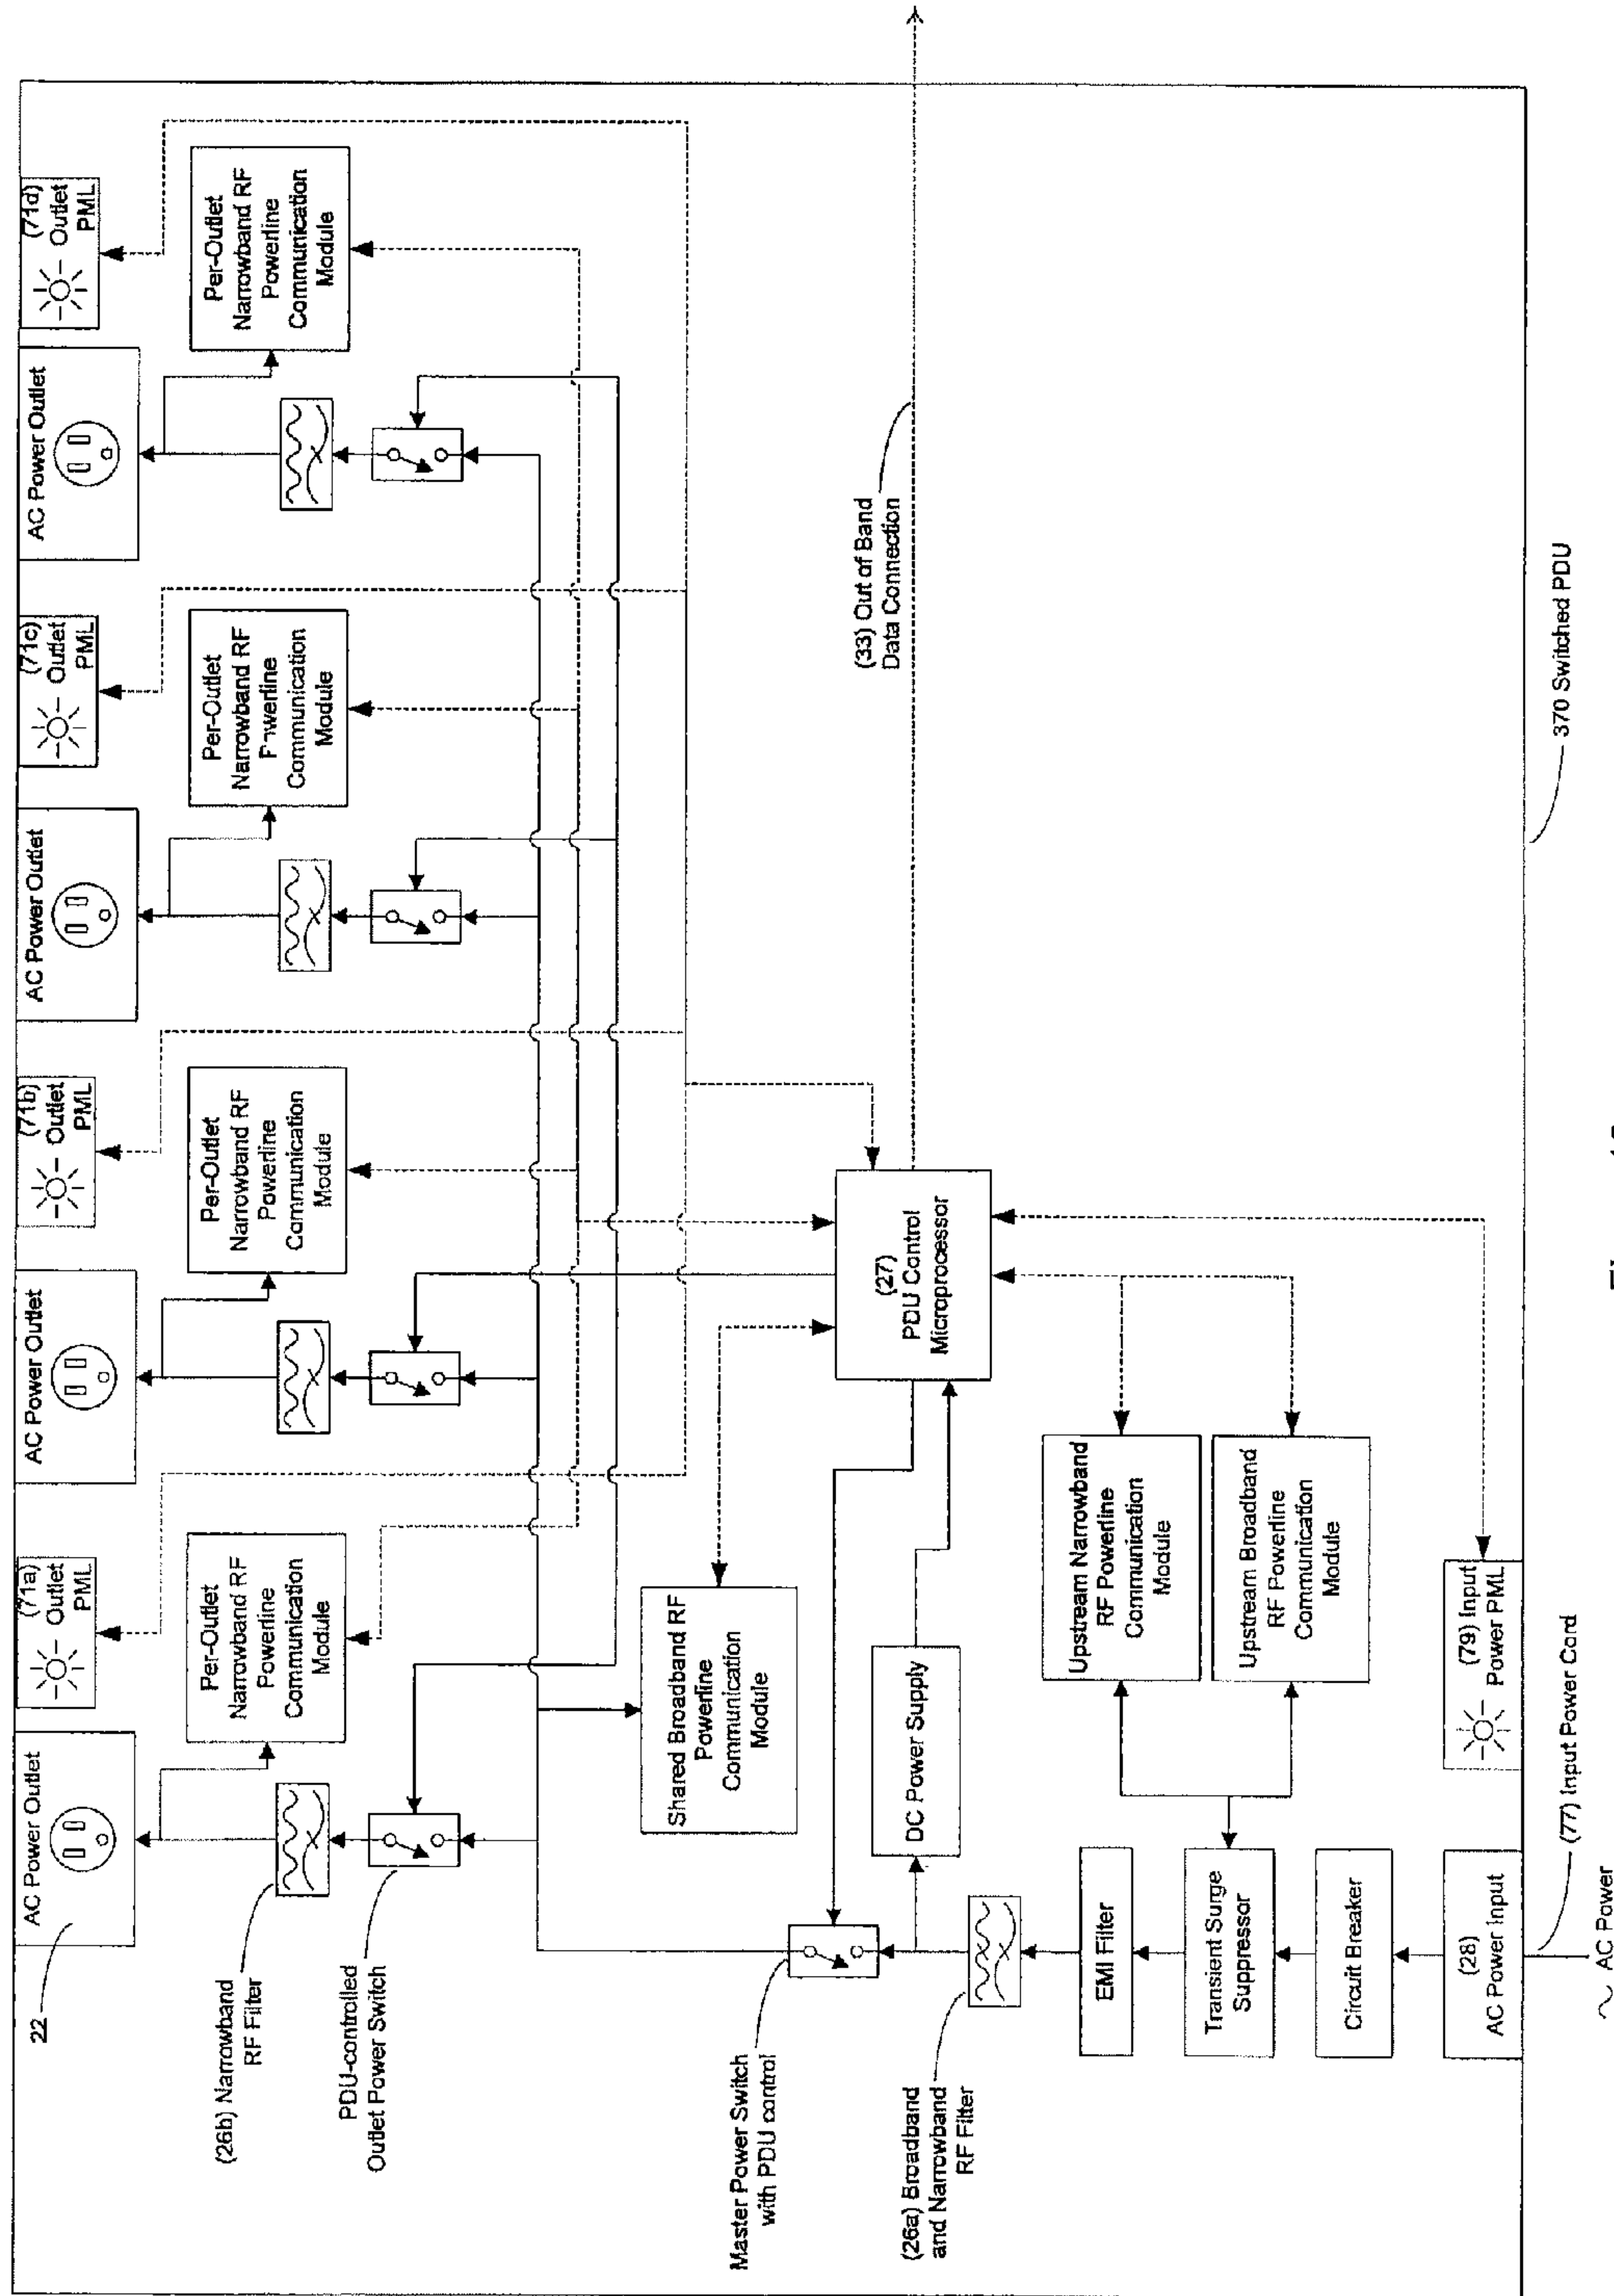 22
AC Power Outlet
(71a)
Outlet
PML
AC Power Outlet
(71b)
Outlet
PML
AC Power Outlet
(71c)
Outlet
PML
AC Power Outlet
(71d)
Outlet
PML
(26b) Narrowband
RF Filter
Per-Outlet
Narrowband RF
Powerline
Communication
Module
Per-Outlet
Narrowband RF
Powerline
Communication
Module
Per-Outlet
Narrowband RF
Powerline
Communication
Module
Per-Outlet
Narrowband RF
Powerline
Communication
Module
PDU-controlled
Outlet Power Switch
Shared Broadband RF
Powerline
Communication
Module
Master Power Switch
with PDU control
DC Power Supply
(27)
PDU Control
Microprocessor
(33) Out of Band
Data Connection
(26a) Broadband
and Narrowband
RF Filter
EMI Filter
Upstream Narrowband
RF Powerline
Communication
Module
Transient Surge
Suppressor
Upstream Broadband
RF Powerline
Communication
Module
Circuit Breaker
(28)
AC Power Input
(79) Input
Power PML
(77) Input Power Cord
370 Switched PDU
~ AC Power